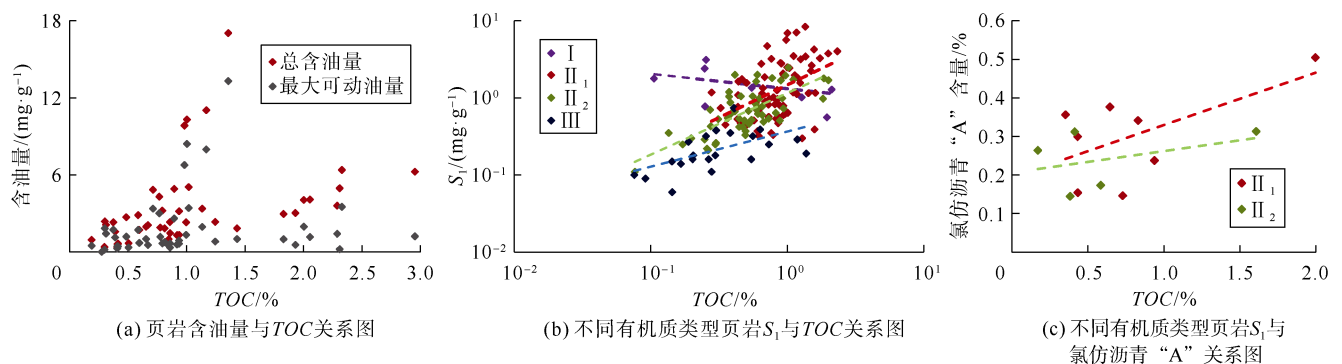 18
12
6
0
0.5
1.0
1.5
2.0
2.5
3.0
含油量/(mg·g⁻¹)
TOC/%
总含油量
最大可动油量
(a) 页岩含油量与TOC关系图
10¹
10⁰
10⁻¹
10⁻²
10⁻²
10⁻¹
10⁰
10¹
S₁/(mg·g⁻¹)
TOC/%
Ⅰ
Ⅱ₁
Ⅱ₂
Ⅲ
(b) 不同有机质类型页岩S₁与TOC关系图
0.6
0.5
0.4
0.3
0.2
0.1
0
0.5
1.0
1.5
2.0
氯仿沥青“A”含量/%
TOC/%
Ⅱ₁
Ⅱ₂
(c) 不同有机质类型页岩S₁与
氯仿沥青“A”关系图